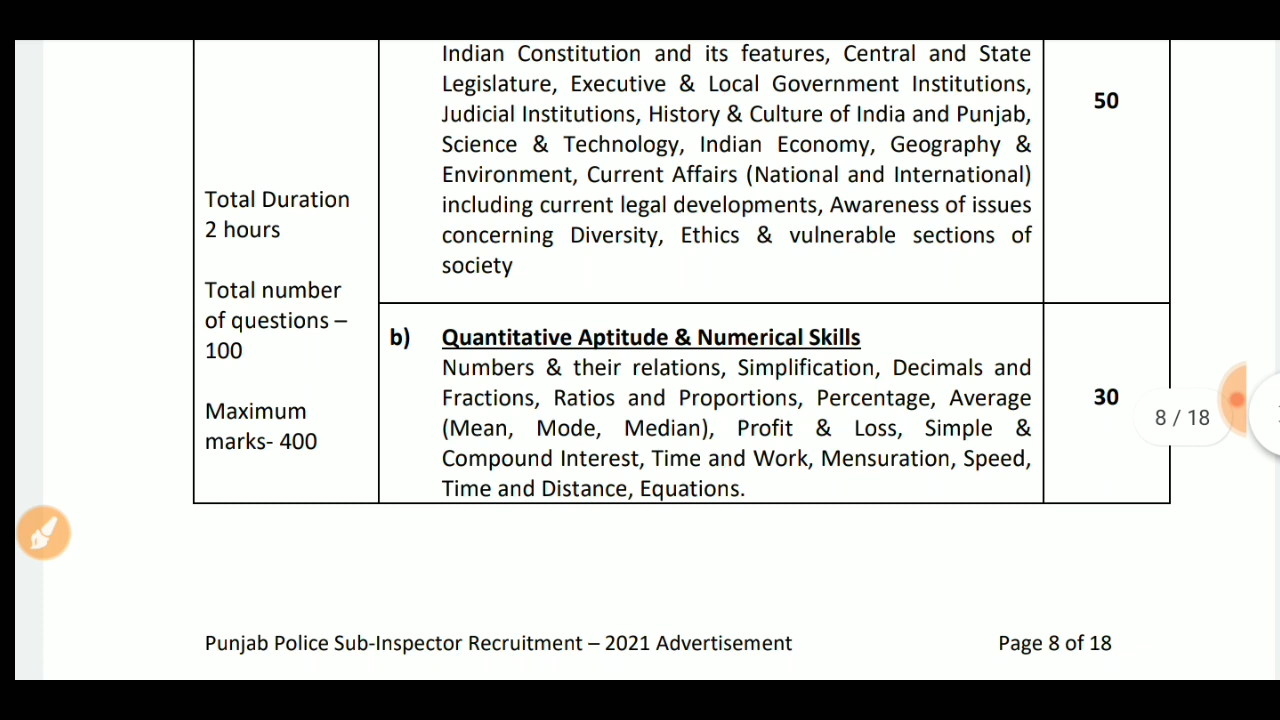 Indian Constitution and its features, Central and State
Legislature, Executive & Local Government Institutions,
Judicial Institutions, History & Culture of India and Punjab,
Science & Technology, Indian Economy, Geography &
Environment, Current Affairs (National and International)
including current legal developments, Awareness of issues
concerning Diversity, Ethics & vulnerable sections of
society
50
Total Duration
2 hours
Total number
of questions –
100
Maximum
marks- 400
b) Quantitative Aptitude & Numerical Skills
Numbers & their relations, Simplification, Decimals and
Fractions, Ratios and Proportions, Percentage, Average
(Mean, Mode, Median), Profit & Loss, Simple &
Compound Interest, Time and Work, Mensuration, Speed,
Time and Distance, Equations.
30
8 / 18
Punjab Police Sub-Inspector Recruitment – 2021 Advertisement
Page 8 of 18